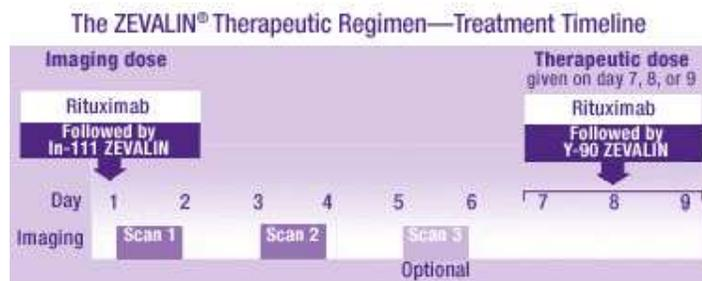 The ZEVALIN® Therapeutic Regimen—Treatment Timeline
Imaging dose
Therapeutic dose
given on day 7, 8, or 9
Rituximab
Followed by
In-111 ZEVALIN
Rituximab
Followed by
Y-90 ZEVALIN
Day 1 2 3 4 5 6 7 8 9
Imaging Scan 1 Scan 2 Scan 3
Optional